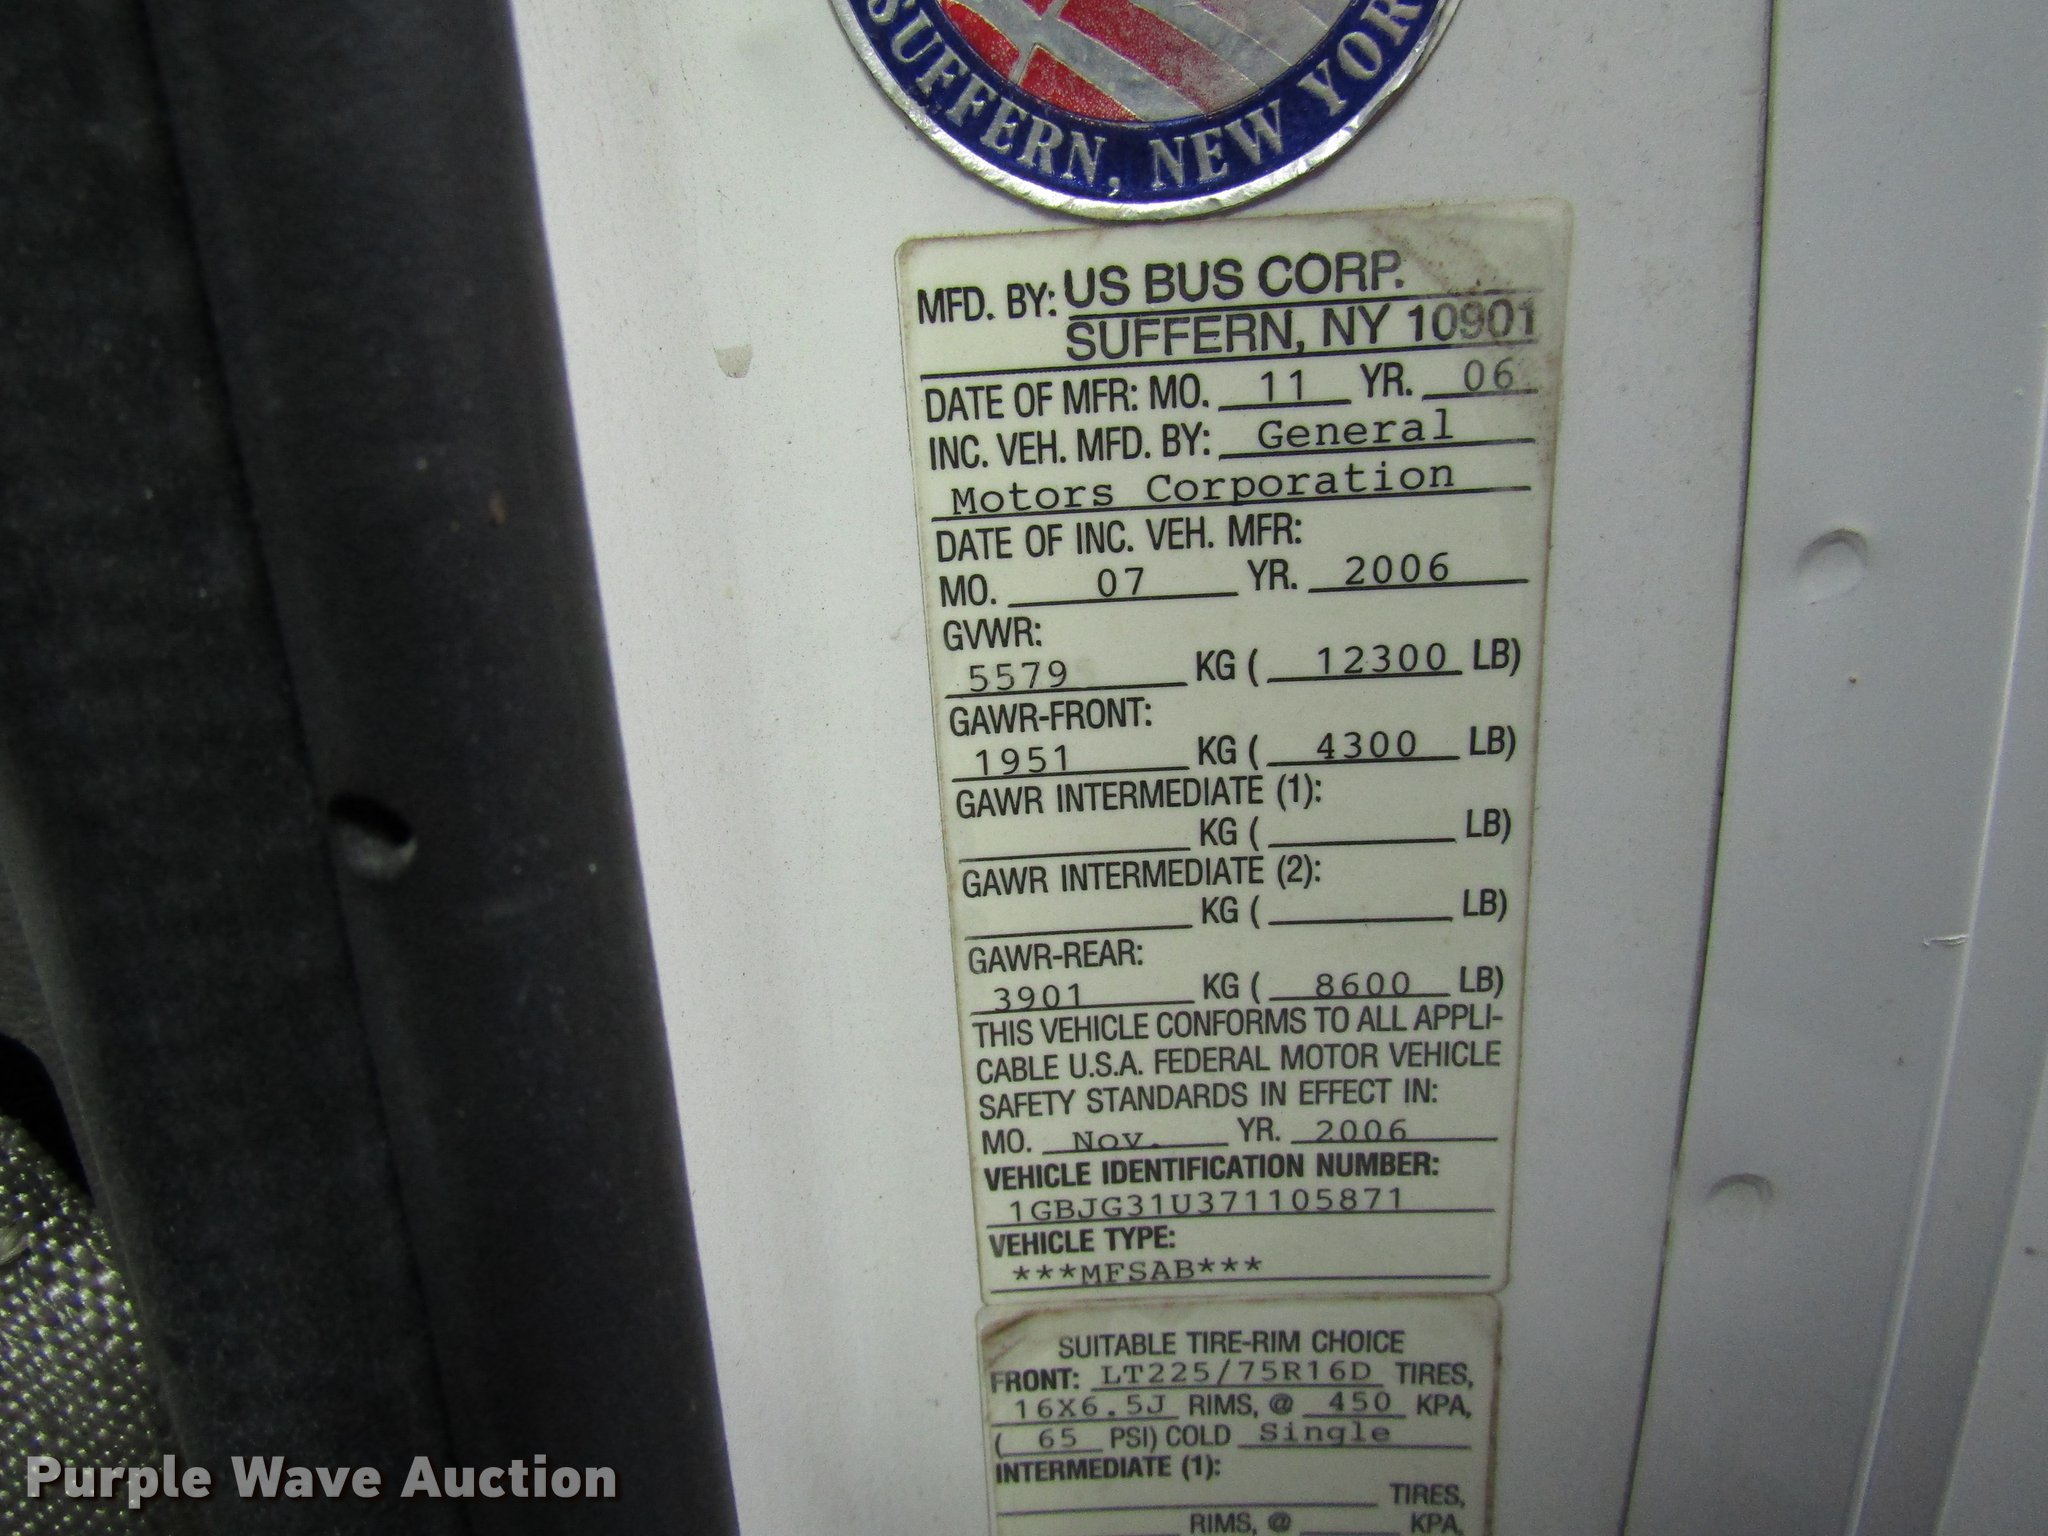 SUFFERN, NEW YOR
MFD. BY: US BUS CORP.
SUFFERN, NY 10901
DATE OF MFR: MO. 11 YR. 06
INC. VEH. MFD. BY: General
Motors Corporation
DATE OF INC. VEH. MFR:
MO. 07 YR. 2006
GVWR:
5579 KG ( 12300 LB)
GAWR-FRONT:
1951 KG ( 4300 LB)
GAWR INTERMEDIATE (1):
KG ( LB)
GAWR INTERMEDIATE (2):
KG ( LB)
GAWR-REAR:
3901 KG ( 8600 LB)
THIS VEHICLE CONFORMS TO ALL APPLI-
CABLE U.S.A. FEDERAL MOTOR VEHICLE
SAFETY STANDARDS IN EFFECT IN:
MO. Nov. YR. 2006
VEHICLE IDENTIFICATION NUMBER:
1GBJG31U371105871
VEHICLE TYPE:
***MFSAB***
SUITABLE TIRE-RIM CHOICE
FRONT: LT225/75R16D TIRES,
16X6.5J RIMS, @ 450 KPA,
( 65 PSI) COLD Single
INTERMEDIATE (1):
TIRES,
RIMS, @ KPA,
Purple Wave Auction